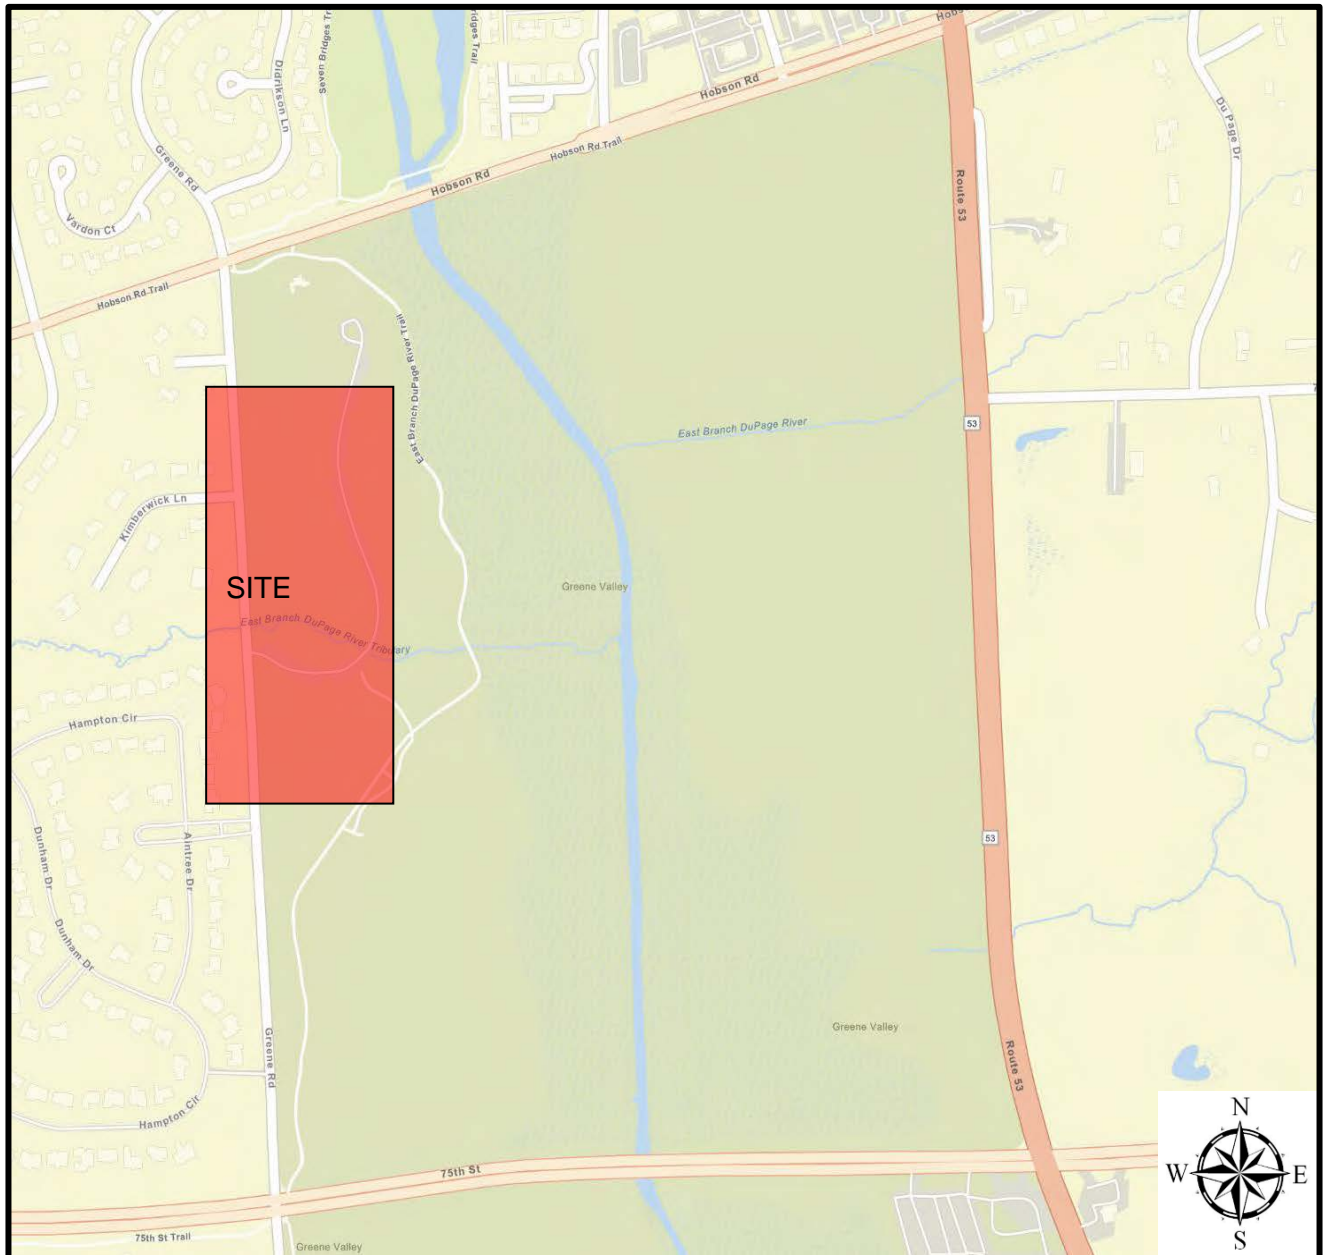 Hobs
Seven Bridges Tr
idges Trail
Didrikson Ln
Hobson Rd
Du Page Dr
Hobson Rd Trail
Greene Rd
Hobson Rd
Route 53
Vardon Ct
Hobson Rd Trail
East Branch DuPage River Trail
53
East Branch DuPage River
Kimberwick Ln
SITE
Greene Valley
East Branch DuPage River Tributary
Hampton Cir
Dunham Dr
Aintree Dr
53
Dunham Dr
Greene Valley
Greene Rd
Route 53
Hampton Cir
N
75th St
W
E
75th St Trail
Greene Valley
S